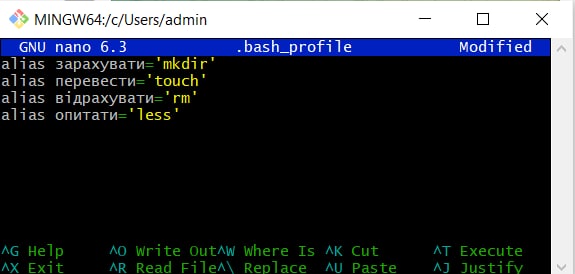 MINGW64:/c/Users/admin
GNU nano 6.3 .bash_profile Modified
alias зарахувати='mkdir'
alias перевести='touch'
alias відрахувати='rm'
alias опитати='less'
^G Help ^O Write Out^W Where Is ^K Cut ^T Execute
^X Exit ^R Read File^\ Replace ^U Paste ^J Justify